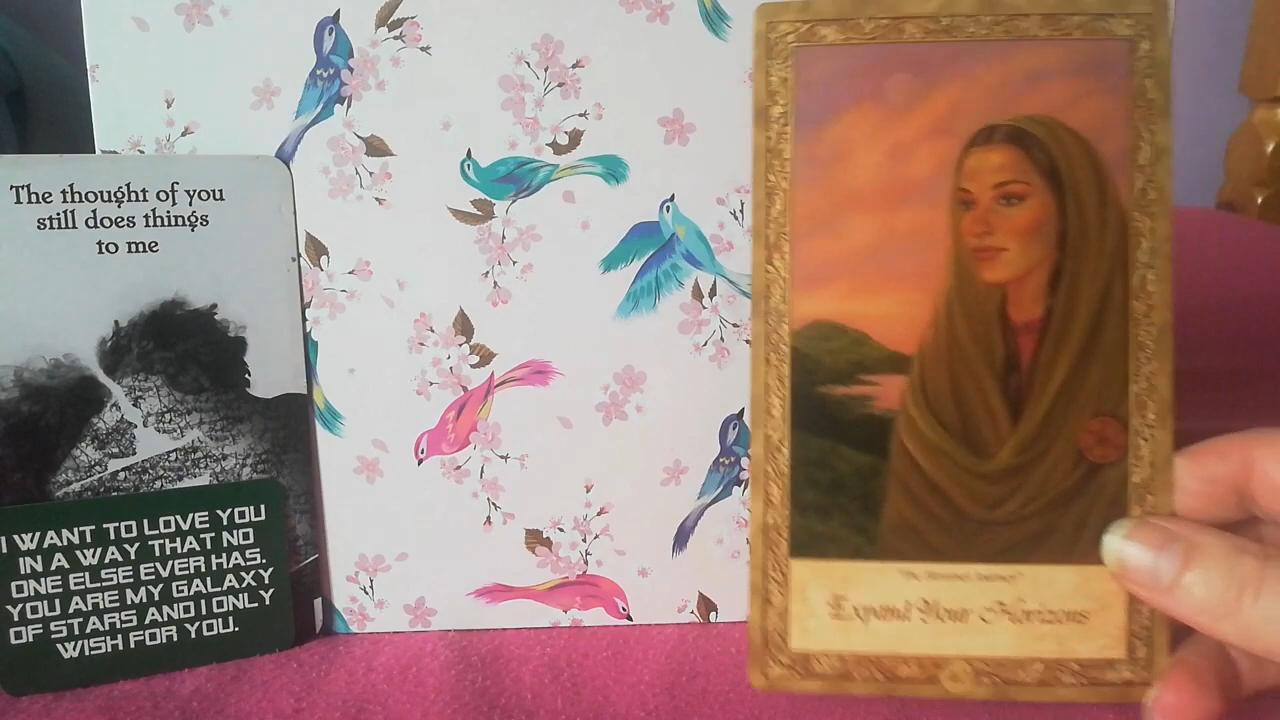 The thought of you
still does things
to me
I WANT TO LOVE YOU
IN A WAY THAT NO
ONE ELSE EVER HAS.
YOU ARE MY GALAXY
OF STARS AND I ONLY
WISH FOR YOU.
Expand Your Horizons